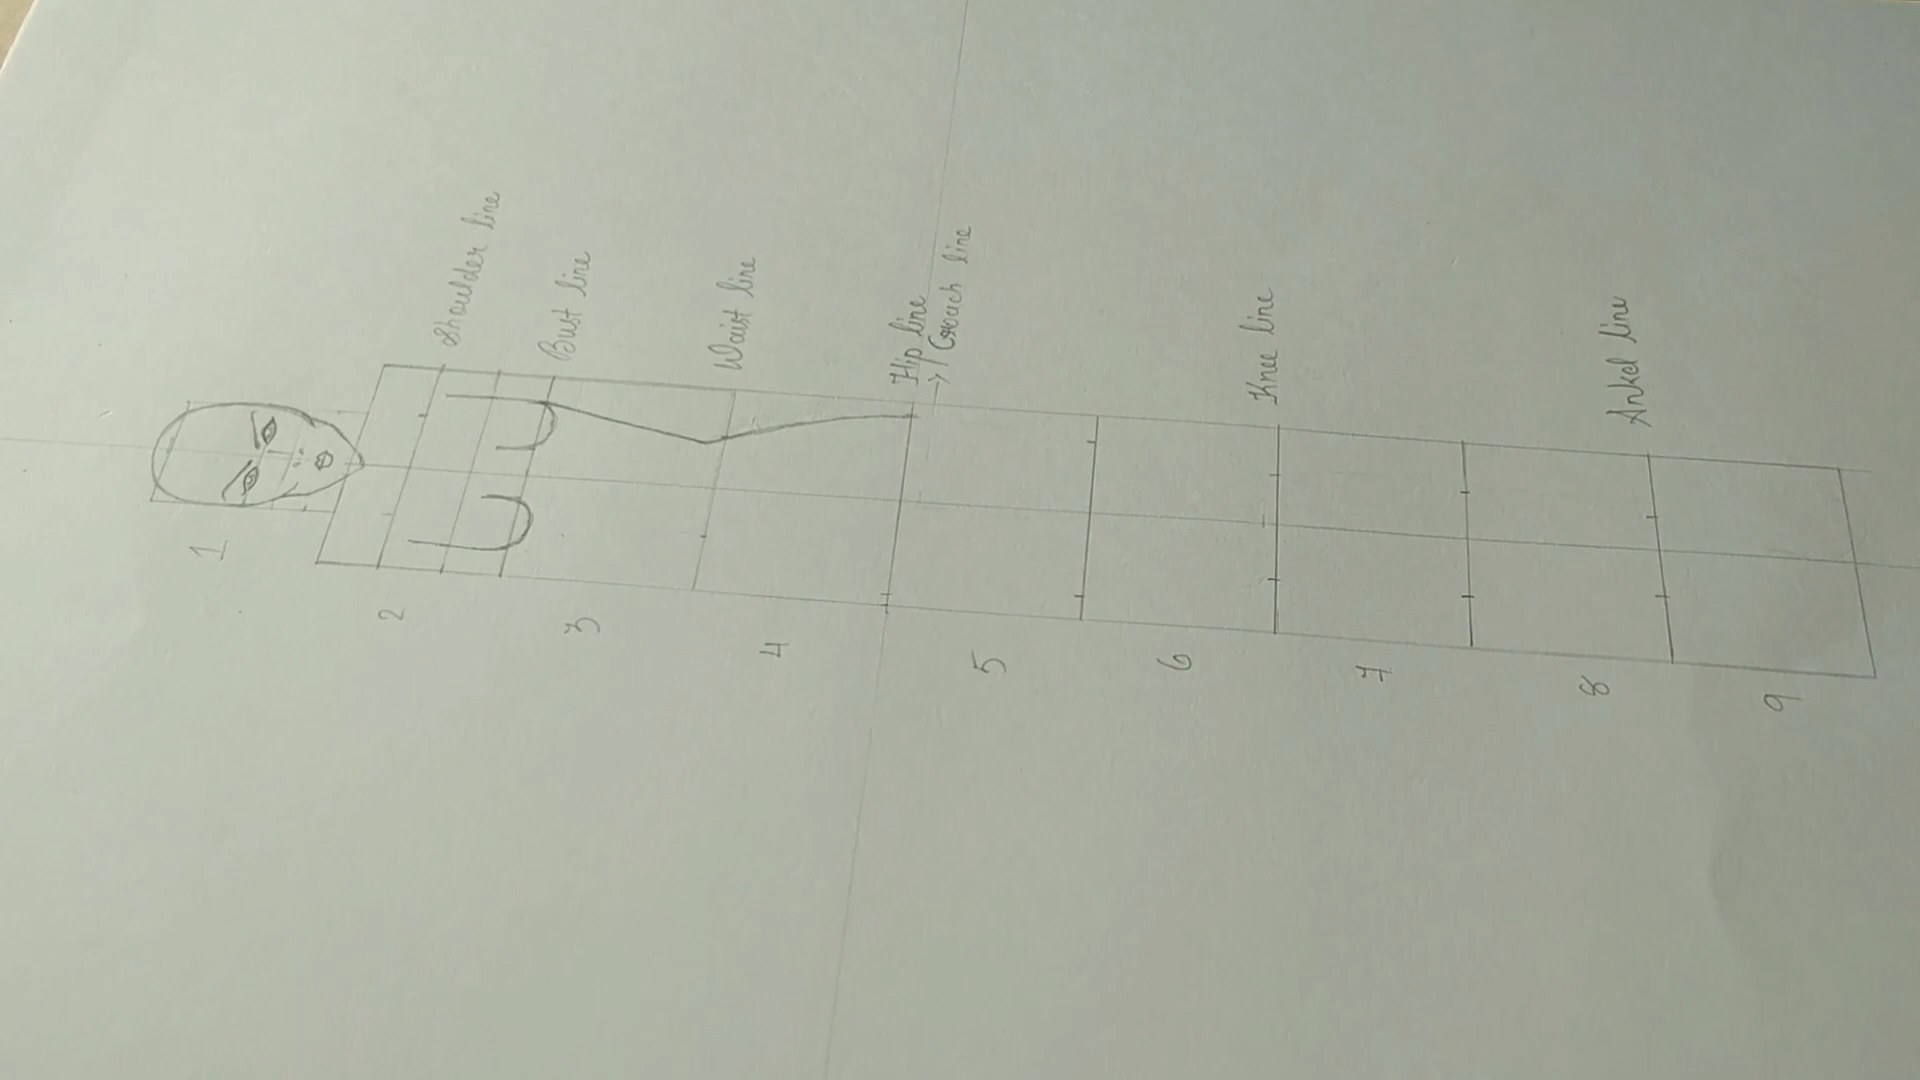 Shoulder line
Bust line
Waist line
Hip line
→ Crouch line
Knee line
Ankel line
1
2
3
4
5
6
7
8
9